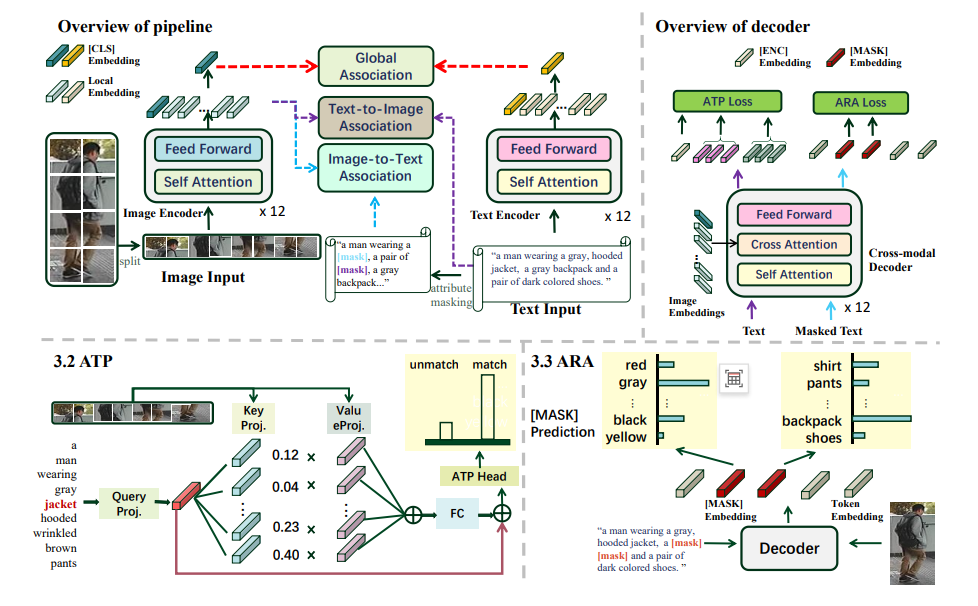 Overview of pipeline
[CLS]
Embedding
Local
Embedding
Global
Association
Text-to-Image
Association
Image-to-Text
Association
Feed Forward
Self Attention
Image Encoder
x 12
Feed Forward
Self Attention
Text Encoder
x 12
split
Image Input
“a man wearing a
[mask], a pair of
[mask], a gray
backpack...”
attribute
masking
“a man wearing a gray, hooded
jacket, a gray backpack and a
pair of dark colored shoes. ”
Text Input
Overview of decoder
[ENC]
Embedding
[MASK]
Embedding
ATP Loss
ARA Loss
Feed Forward
Cross Attention
Self Attention
Cross-modal
Decoder
Image
Embeddings
x 12
Text
Masked Text
3.2 ATP
Key
Proj.
Valu
eProj.
a
man
wearing
gray
jacket
hooded
wrinkled
brown
pants
Query
Proj.
0.12 ×
0.04 ×
⋮
0.23 ×
0.40 ×
FC
ATP Head
unmatch match
3.3 ARA
[MASK]
Prediction
red
gray
⋮
black
yellow
shirt
pants
⋮
backpack
shoes
[MASK]
Embedding
Token
Embedding
“a man wearing a gray,
hooded jacket, a [mask]
[mask] and a pair of
dark colored shoes. ”
Decoder